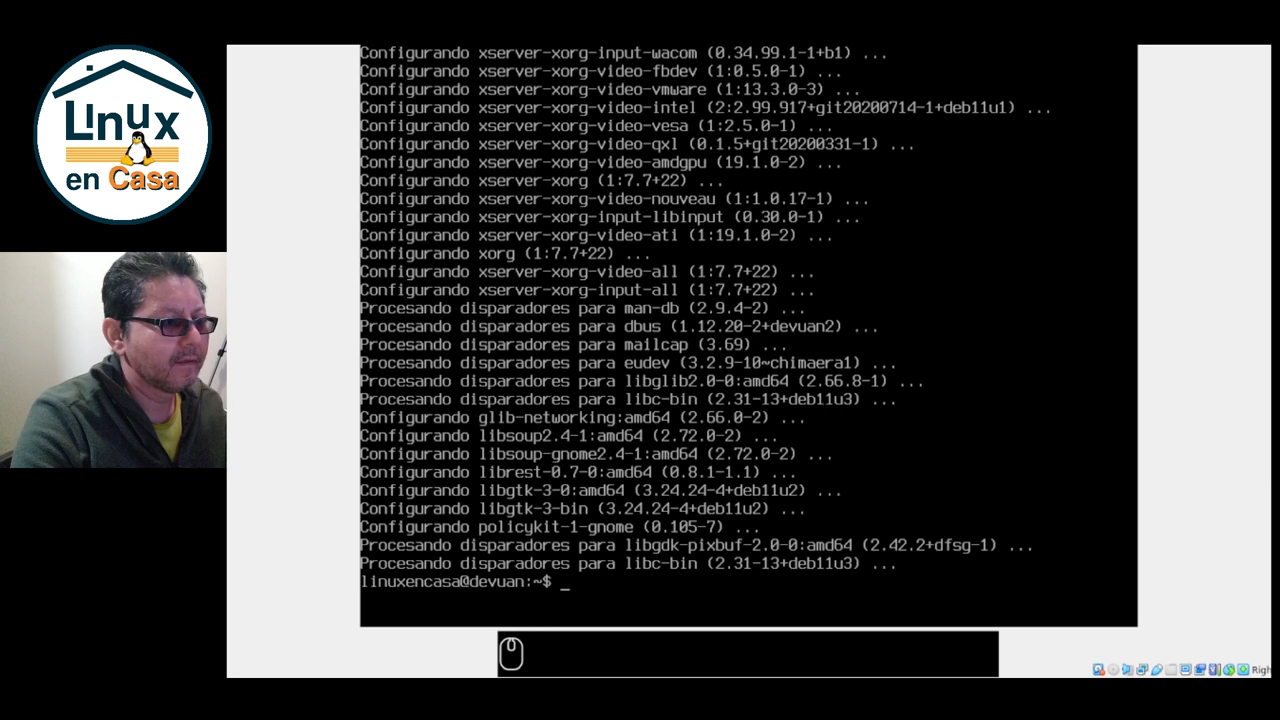 Linux
en Casa
Configurando xserver-xorg-input-wacom (0.34.99.1-1+b1) ...
Configurando xserver-xorg-video-fbdev (1:0.5.0-1) ...
Configurando xserver-xorg-video-vmware (1:13.3.0-3) ...
Configurando xserver-xorg-video-intel (2:2.99.917+git20200714-1+deb11u1) ...
Configurando xserver-xorg-video-vesa (1:2.5.0-1) ...
Configurando xserver-xorg-video-qxl (0.1.5+git20200331-1) ...
Configurando xserver-xorg-video-amdgpu (19.1.0-2) ...
Configurando xserver-xorg (1:7.7+22) ...
Configurando xserver-xorg-video-nouveau (1:1.0.17-1) ...
Configurando xserver-xorg-input-libinput (0.30.0-1) ...
Configurando xserver-xorg-video-ati (1:19.1.0-2) ...
Configurando xorg (1:7.7+22) ...
Configurando xserver-xorg-video-all (1:7.7+22) ...
Configurando xserver-xorg-input-all (1:7.7+22) ...
Procesando disparadores para man-db (2.9.4-2) ...
Procesando disparadores para dbus (1.12.20-2+devuan2) ...
Procesando disparadores para mailcap (3.69) ...
Procesando disparadores para eudev (3.2.9-10~chimaera1) ...
Procesando disparadores para libglib2.0-0:amd64 (2.66.8-1) ...
Procesando disparadores para libc-bin (2.31-13+deb11u3) ...
Configurando glib-networking:amd64 (2.66.0-2) ...
Configurando libsoup2.4-1:amd64 (2.72.0-2) ...
Configurando libsoup-gnome2.4-1:amd64 (2.72.0-2) ...
Configurando librest-0.7-0:amd64 (0.8.1-1.1) ...
Configurando libgtk-3-0:amd64 (3.24.24-4+deb11u2) ...
Configurando libgtk-3-bin (3.24.24-4+deb11u2) ...
Configurando policykit-1-gnome (0.105-7) ...
Procesando disparadores para libgdk-pixbuf-2.0-0:amd64 (2.42.2+dfsg-1) ...
Procesando disparadores para libc-bin (2.31-13+deb11u3) ...
linuxencasa@devuan:~$ _
Righ